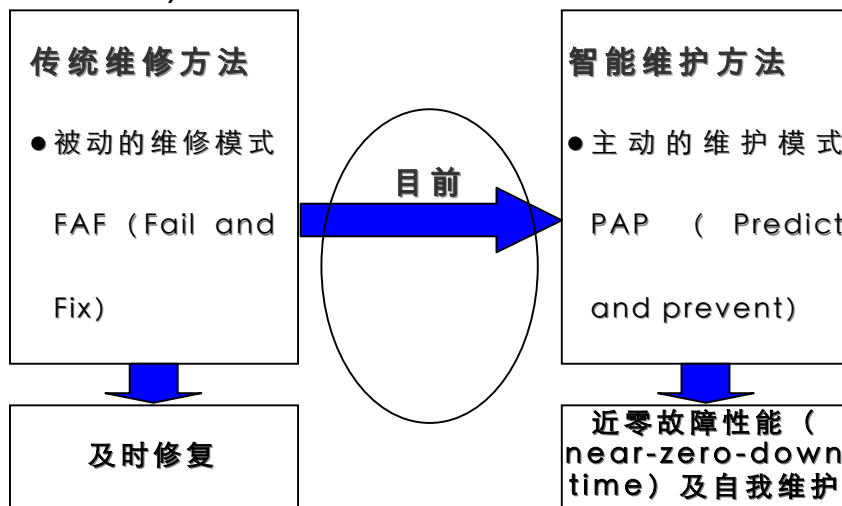 传统维修方法
●被动的维修模式
FAF（Fail and
Fix）
目前
智能维护方法
●主动的维护模式
PAP （ Predict
and prevent）
及时修复
近零故障性能（
near-zero-down
time）及自我维护